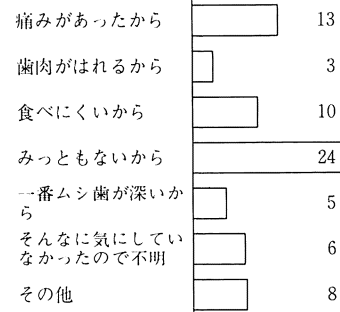 痛みがあったから 13
歯肉がはれるから 3
食べにくいから 10
みっともないから 24
一番ムシ歯が深いか
ら 5
そんなに気にしてい
なかったので不明 6
その他 8